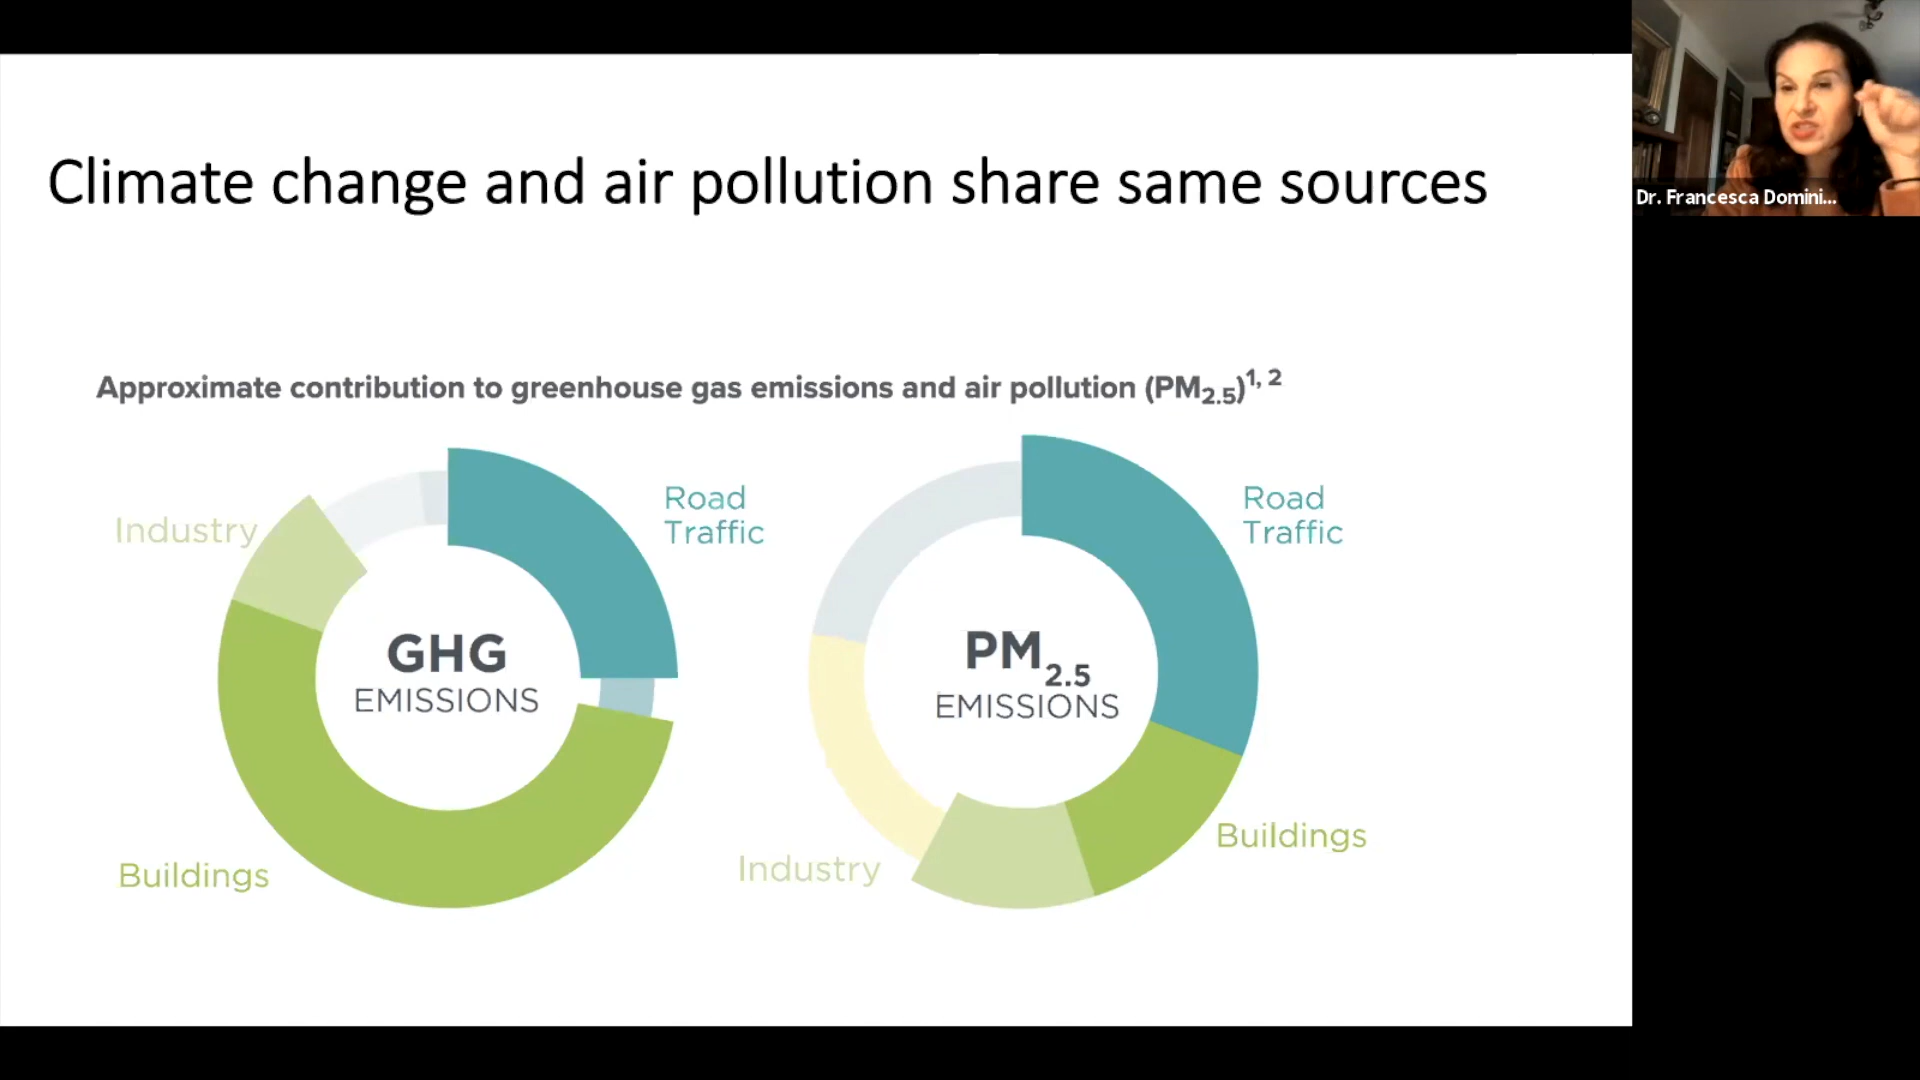 Climate change and air pollution share same sources
Dr. Francesca Domini...
Approximate contribution to greenhouse gas emissions and air pollution (PM2.5)1, 2
Industry
Road
Traffic
GHG
EMISSIONS
Buildings
Road
Traffic
PM2.5
EMISSIONS
Buildings
Industry